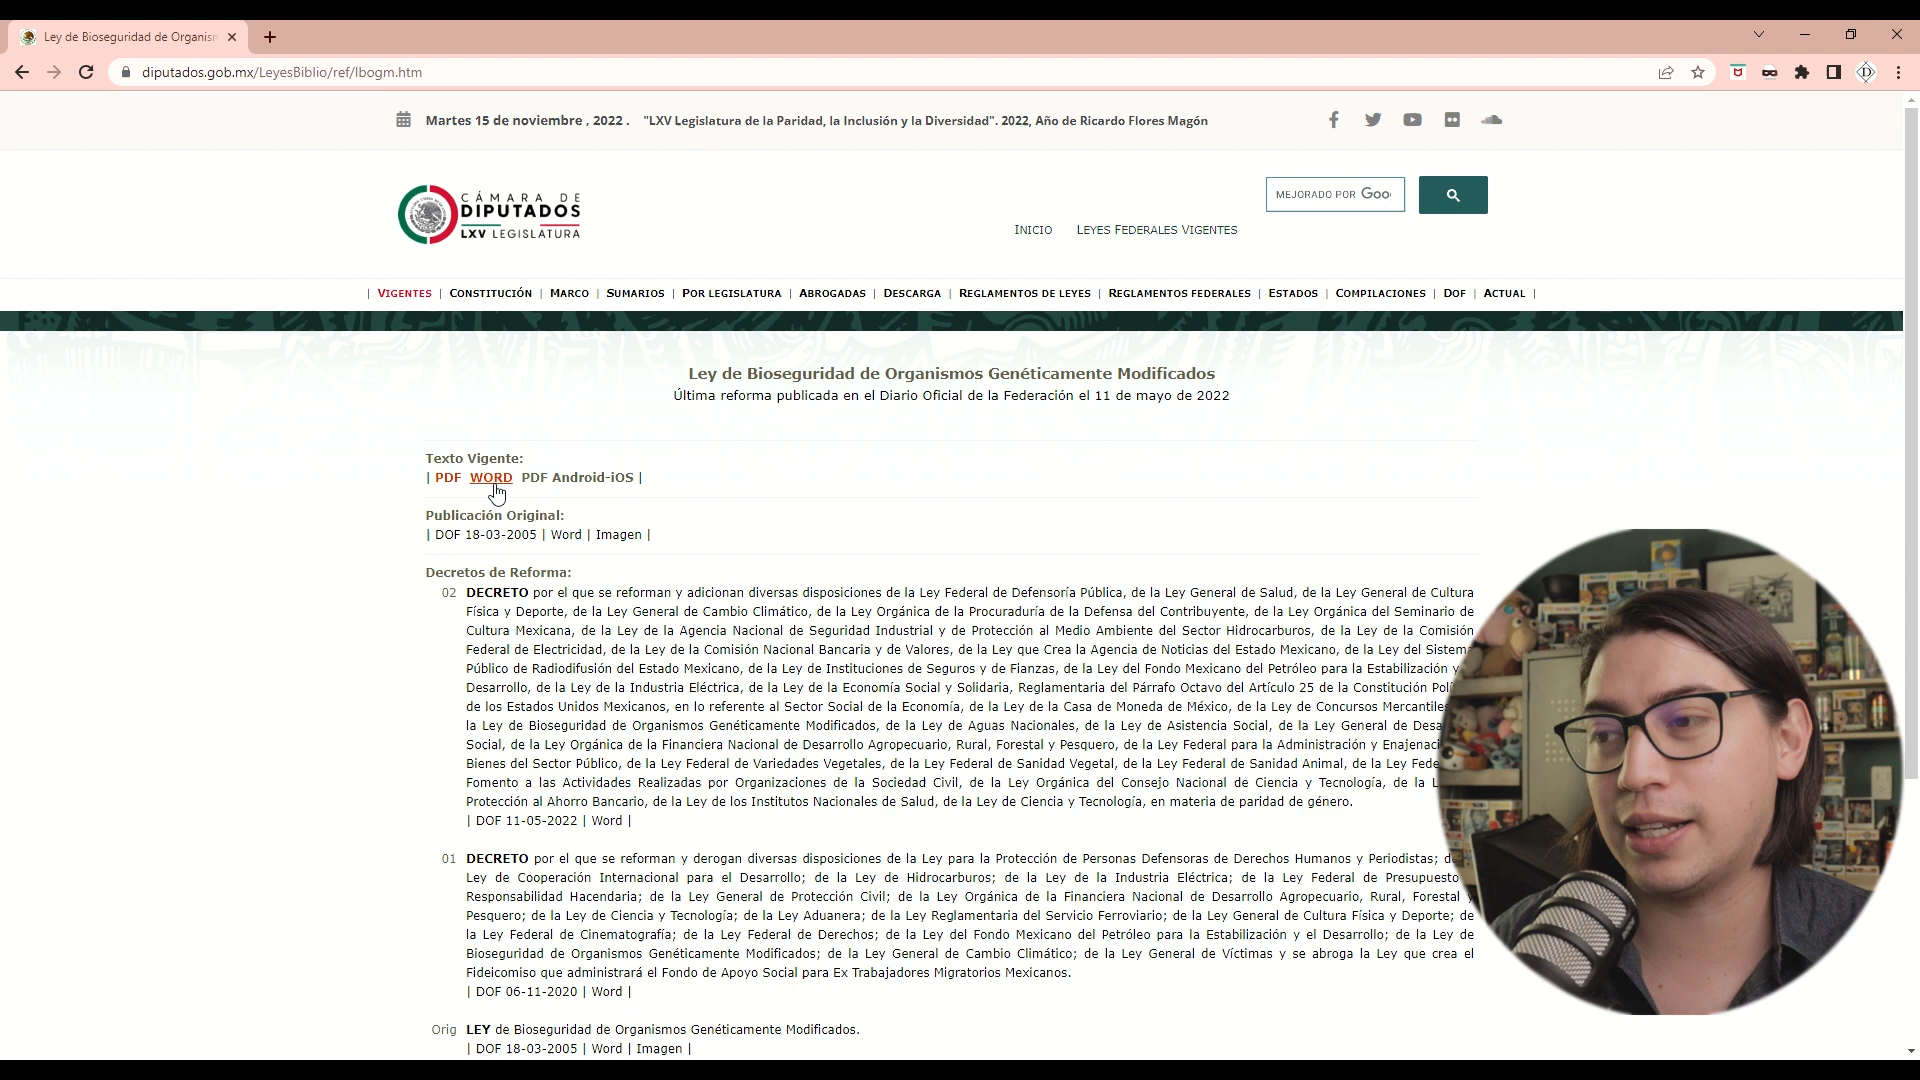 Ley de Bioseguridad de Organism
diputados.gob.mx/LeyesBiblio/ref/lbogm.htm
Martes 15 de noviembre , 2022 . "LXV Legislatura de la Paridad, la Inclusión y la Diversidad". 2022, Año de Ricardo Flores Magón
CÁMARA DE
DIPUTADOS
LXV LEGISLATURA
MEJORADO POR Goo
INICIO LEYES FEDERALES VIGENTES
| VIGENTES | CONSTITUCIÓN | MARCO | SUMARIOS | POR LEGISLATURA | ABROGADAS | DESCARGA | REGLAMENTOS DE LEYES | REGLAMENTOS FEDERALES | ESTADOS | COMPILACIONES | DOF | ACTUAL |
Ley de Bioseguridad de Organismos Genéticamente Modificados
Última reforma publicada en el Diario Oficial de la Federación el 11 de mayo de 2022
Texto Vigente:
| PDF WORD PDF Android-iOS |
Publicación Original:
| DOF 18-03-2005 | Word | Imagen |
Decretos de Reforma:
02 DECRETO por el que se reforman y adicionan diversas disposiciones de la Ley Federal de Defensoría Pública, de la Ley General de Salud, de la Ley General de Cultura
Física y Deporte, de la Ley General de Cambio Climático, de la Ley Orgánica de la Procuraduría de la Defensa del Contribuyente, de la Ley Orgánica del Seminario de
Cultura Mexicana, de la Ley de la Agencia Nacional de Seguridad Industrial y de Protección al Medio Ambiente del Sector Hidrocarburos, de la Ley de la Comisión
Federal de Electricidad, de la Ley de la Comisión Nacional Bancaria y de Valores, de la Ley que Crea la Agencia de Noticias del Estado Mexicano, de la Ley del Sistema
Público de Radiodifusión del Estado Mexicano, de la Ley de Instituciones de Seguros y de Fianzas, de la Ley del Fondo Mexicano del Petróleo para la Estabilización y
Desarrollo, de la Ley de la Industria Eléctrica, de la Ley de la Economía Social y Solidaria, Reglamentaria del Párrafo Octavo del Artículo 25 de la Constitución Polí
de los Estados Unidos Mexicanos, en lo referente al Sector Social de la Economía, de la Ley de la Casa de Moneda de México, de la Ley de Concursos Mercantiles
la Ley de Bioseguridad de Organismos Genéticamente Modificados, de la Ley de Aguas Nacionales, de la Ley de Asistencia Social, de la Ley General de Desa
Social, de la Ley Orgánica de la Financiera Nacional de Desarrollo Agropecuario, Rural, Forestal y Pesquero, de la Ley Federal para la Administración y Enajenaci
Bienes del Sector Público, de la Ley Federal de Variedades Vegetales, de la Ley Federal de Sanidad Vegetal, de la Ley Federal de Sanidad Animal, de la Ley Fede
Fomento a las Actividades Realizadas por Organizaciones de la Sociedad Civil, de la Ley Orgánica del Consejo Nacional de Ciencia y Tecnología, de la L
Protección al Ahorro Bancario, de la Ley de los Institutos Nacionales de Salud, de la Ley de Ciencia y Tecnología, en materia de paridad de género.
| DOF 11-05-2022 | Word |
01 DECRETO por el que se reforman y derogan diversas disposiciones de la Ley para la Protección de Personas Defensoras de Derechos Humanos y Periodistas; d
Ley de Cooperación Internacional para el Desarrollo; de la Ley de Hidrocarburos; de la Ley de la Industria Eléctrica; de la Ley Federal de Presupuesto
Responsabilidad Hacendaria; de la Ley General de Protección Civil; de la Ley Orgánica de la Financiera Nacional de Desarrollo Agropecuario, Rural, Forestal y
Pesquero; de la Ley de Ciencia y Tecnología; de la Ley Aduanera; de la Ley Reglamentaria del Servicio Ferroviario; de la Ley General de Cultura Física y Deporte; de
la Ley Federal de Cinematografía; de la Ley Federal de Derechos; de la Ley del Fondo Mexicano del Petróleo para la Estabilización y el Desarrollo; de la Ley de
Bioseguridad de Organismos Genéticamente Modificados; de la Ley General de Cambio Climático; de la Ley General de Víctimas y se abroga la Ley que crea el
Fideicomiso que administrará el Fondo de Apoyo Social para Ex Trabajadores Migratorios Mexicanos.
| DOF 06-11-2020 | Word |
Orig LEY de Bioseguridad de Organismos Genéticamente Modificados.
| DOF 18-03-2005 | Word | Imagen |